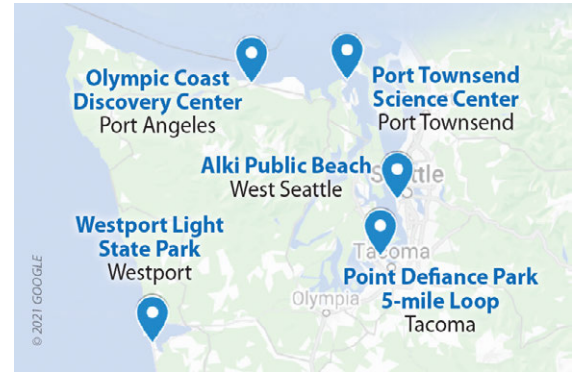 Olympic Coast
Discovery Center
Port Angeles
Port Townsend
Science Center
Port Townsend
Alki Public Beach
West Seattle
Seattle
Westport Light
State Park
Westport
Tacoma
Point Defiance Park
5-mile Loop
Tacoma
Olympia
© 2021 GOOGLE